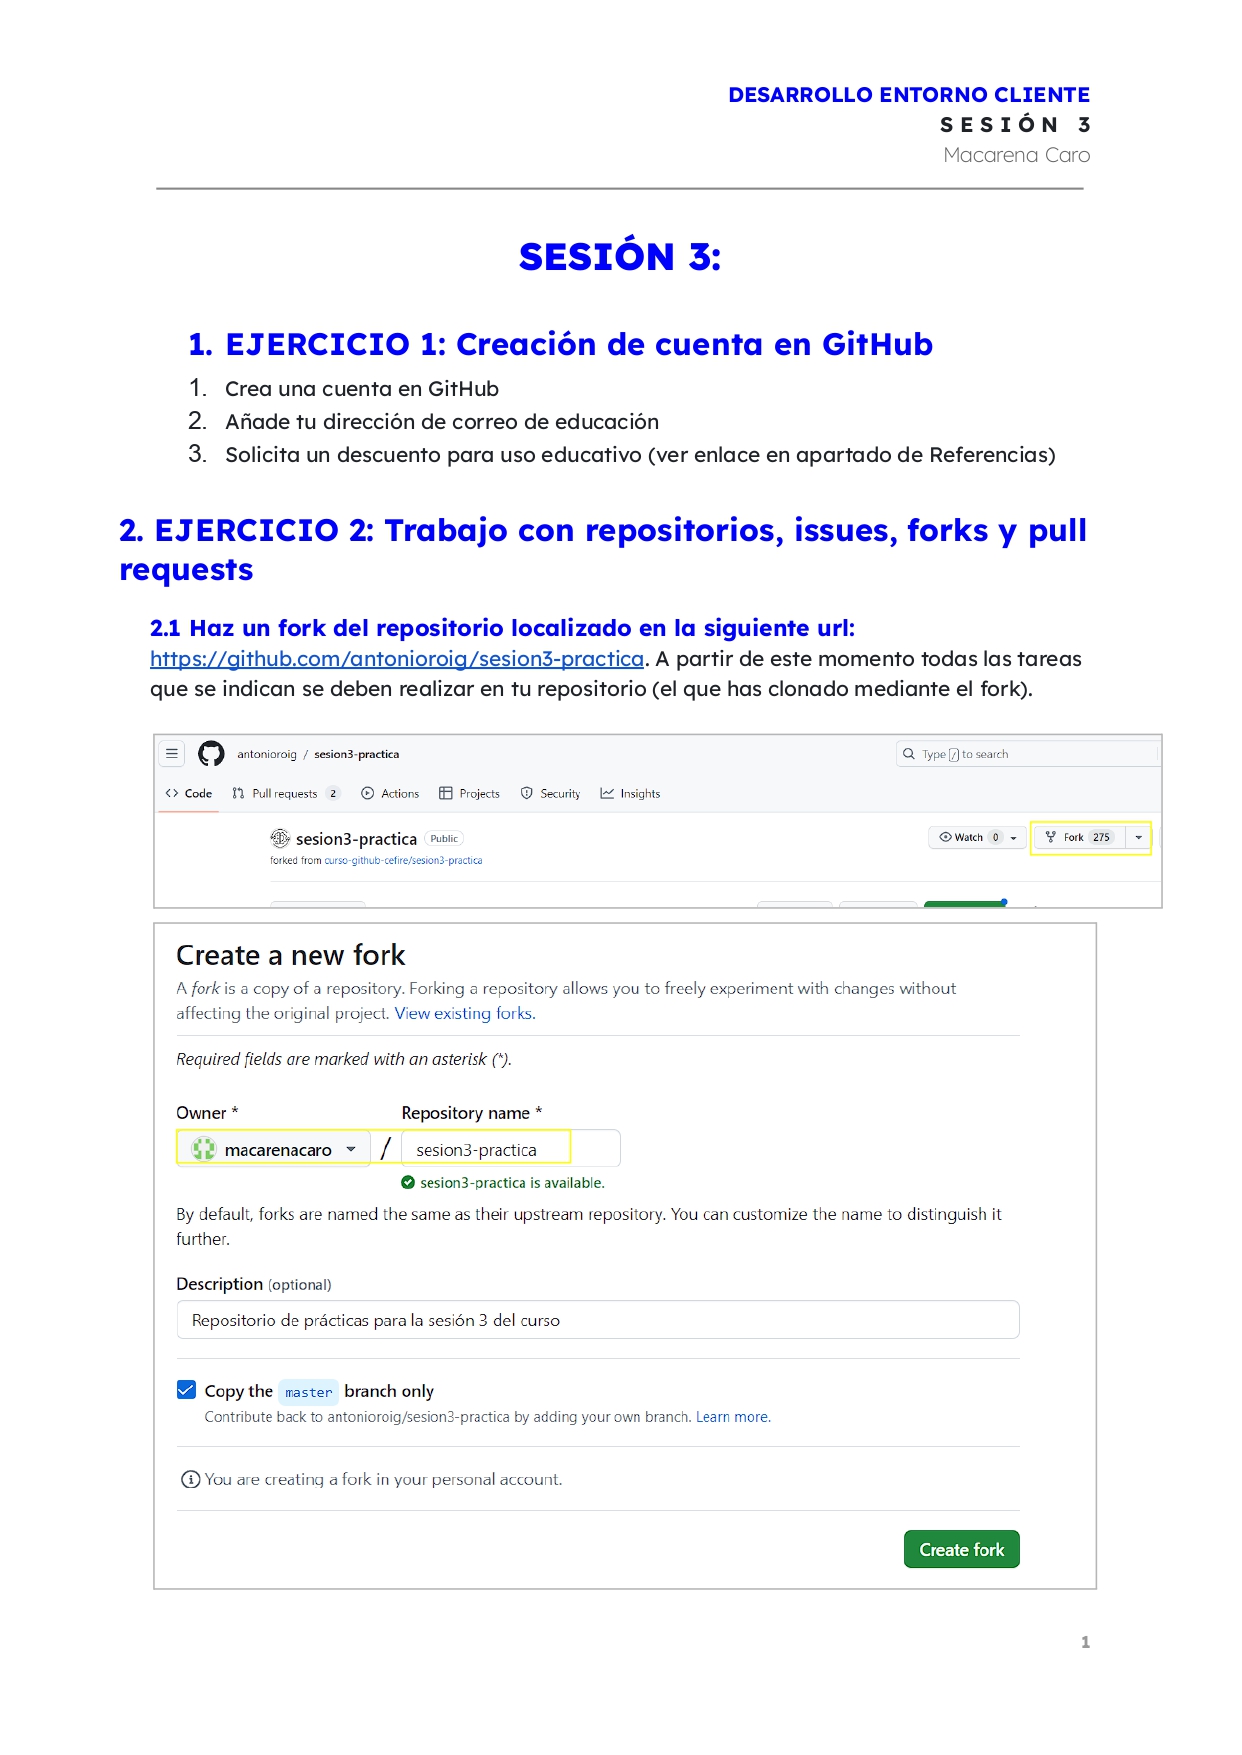 DESARROLLO ENTORNO CLIENTE
SESIÓN 3
Macarena Caro
SESIÓN 3:
1. EJERCICIO 1: Creación de cuenta en GitHub
1. Crea una cuenta en GitHub
2. Añade tu dirección de correo de educación
3. Solicita un descuento para uso educativo (ver enlace en apartado de Referencias)
2. EJERCICIO 2: Trabajo con repositorios, issues, forks y pull
requests
2.1 Haz un fork del repositorio localizado en la siguiente url:
https://github.com/antonioroig/sesion3-practica. A partir de este momento todas las tareas
que se indican se deben realizar en tu repositorio (el que has clonado mediante el fork).
antonioroig / sesion3-practica
Type / to search
Code Pull requests 2 Actions Projects Security Insights
sesion3-practica Public
Watch 0 Fork 275
forked from curso-github-cefire/sesion3-practica
Create a new fork
A fork is a copy of a repository. Forking a repository allows you to freely experiment with changes without
affecting the original project. View existing forks.
Required fields are marked with an asterisk (*).
Owner * Repository name *
macarenacaro / sesion3-practica
sesion3-practica is available.
By default, forks are named the same as their upstream repository. You can customize the name to distinguish it
further.
Description (optional)
Repositorio de prácticas para la sesión 3 del curso
Copy the master branch only
Contribute back to antonioroig/sesion3-practica by adding your own branch. Learn more.
You are creating a fork in your personal account.
Create fork
1